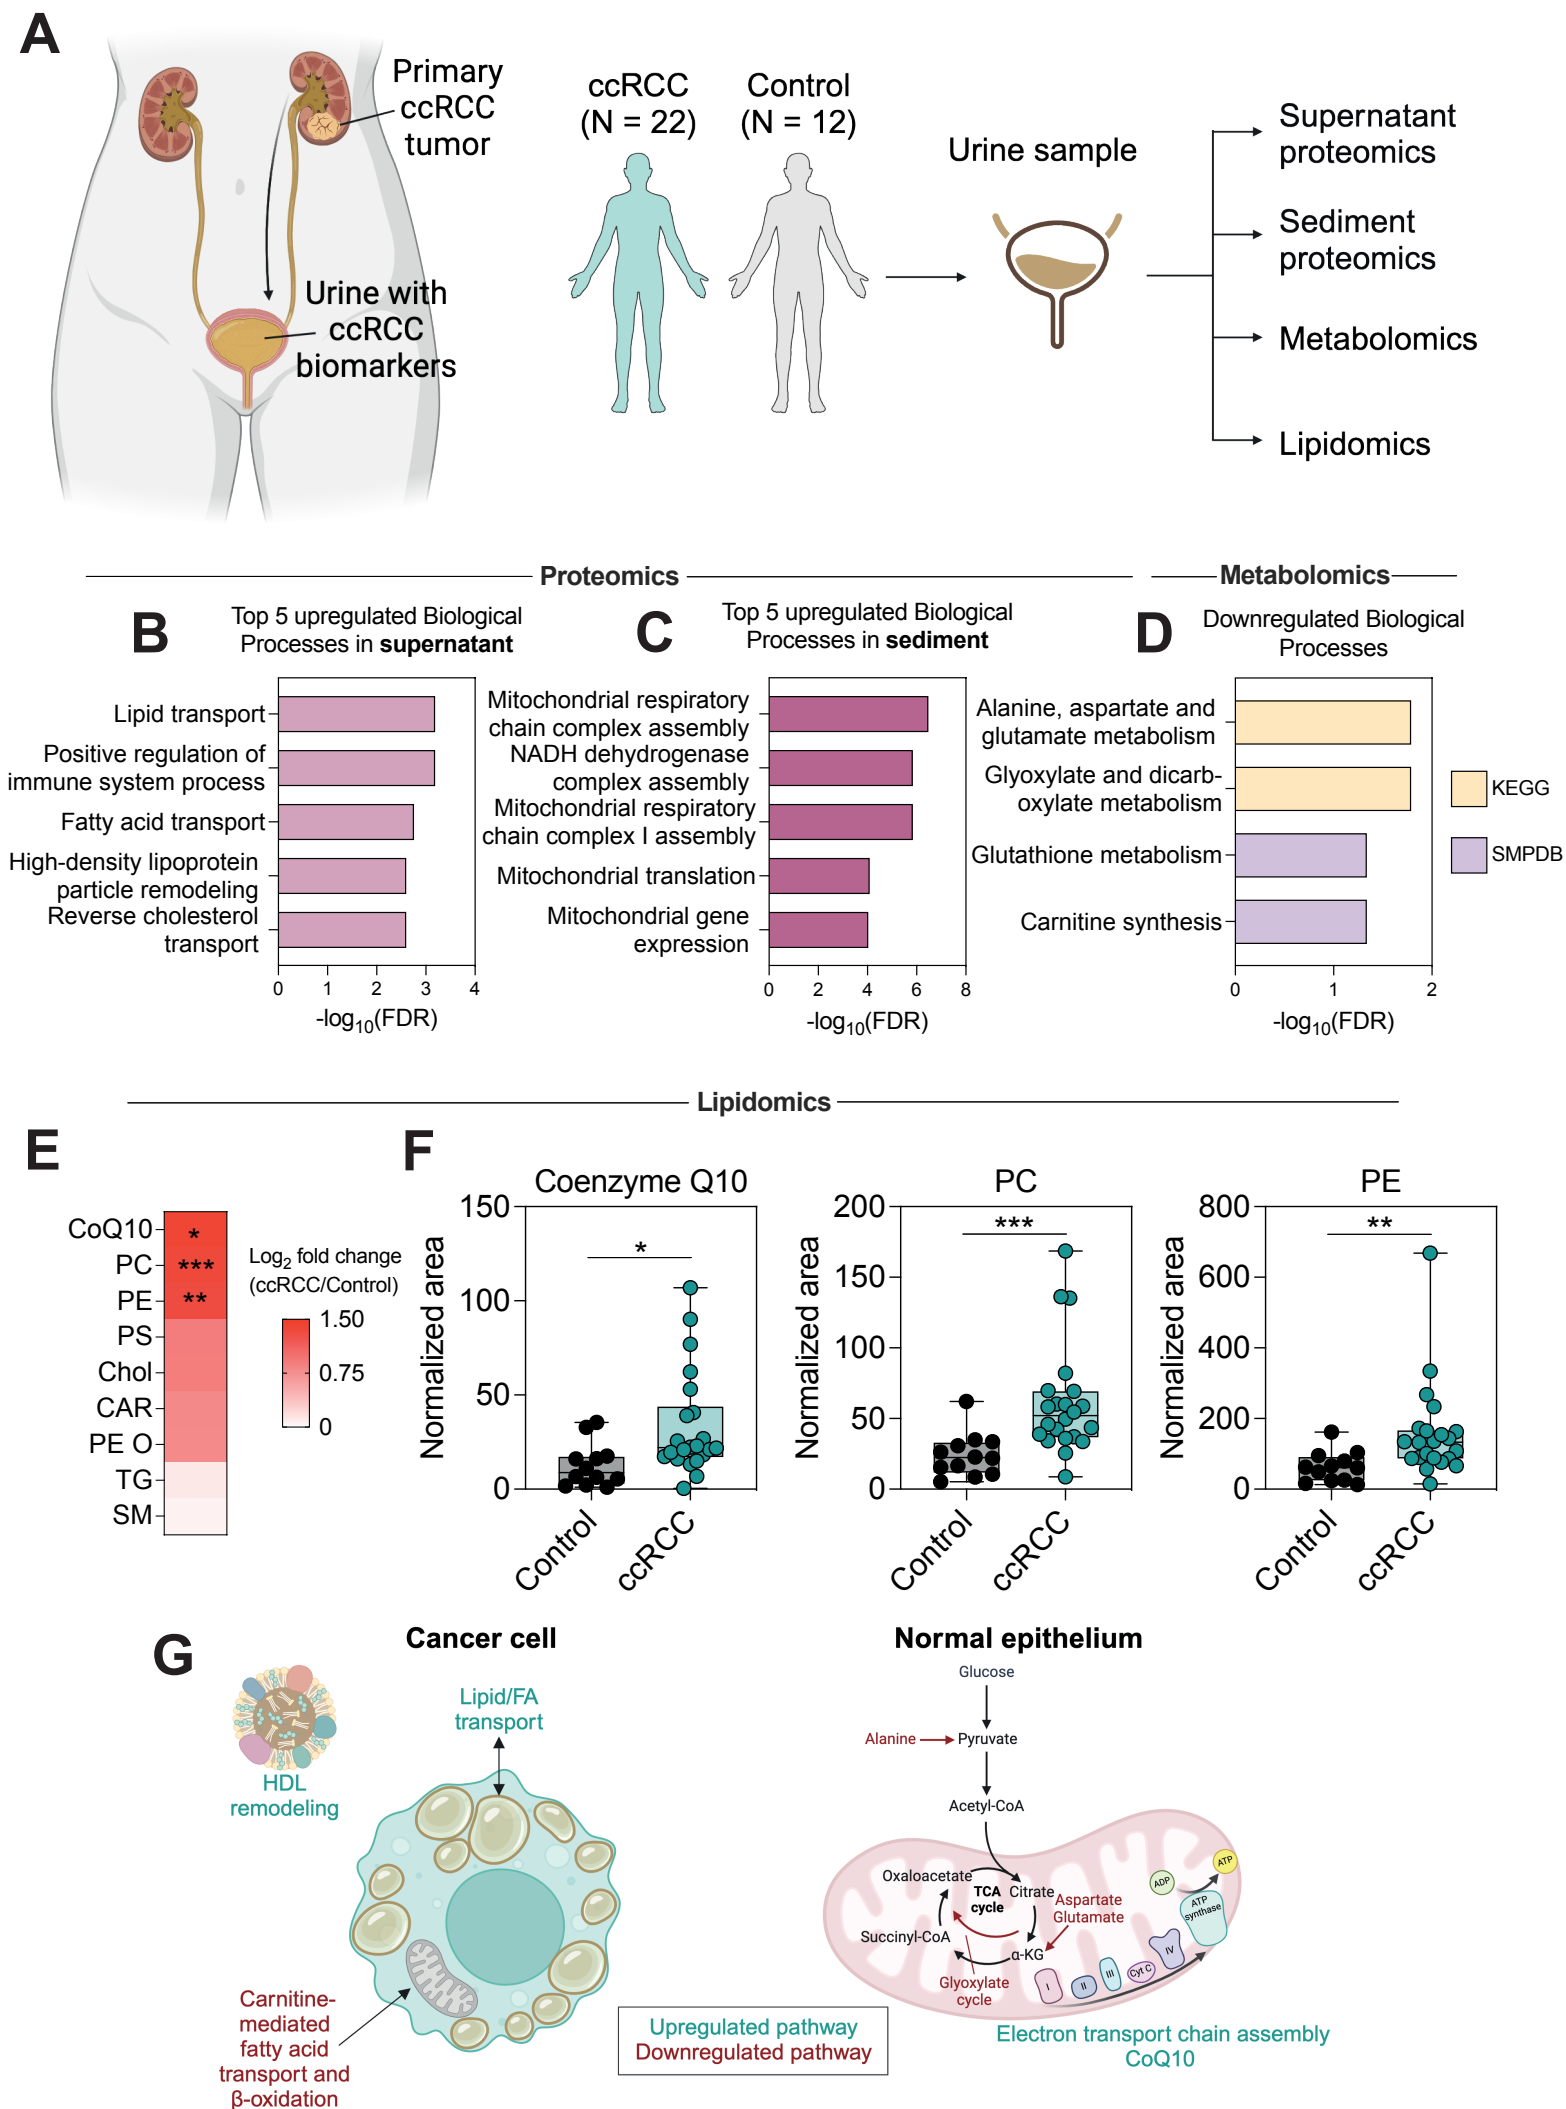 A
Primary
ccRCC
tumor
Urine with
ccRCC
biomarkers
ccRCC
(N = 22)
Control
(N = 12)
Urine sample
Supernatant
proteomics
Sediment
proteomics
Metabolomics
Lipidomics
Proteomics
Metabolomics
B
Top 5 upregulated Biological
Processes in supernatant
Lipid transport
Positive regulation of
immune system process
Fatty acid transport
High-density lipoprotein
particle remodeling
Reverse cholesterol
transport
0 1 2 3 4
-log10(FDR)
C
Top 5 upregulated Biological
Processes in sediment
Mitochondrial respiratory
chain complex assembly
NADH dehydrogenase
complex assembly
Mitochondrial respiratory
chain complex I assembly
Mitochondrial translation
Mitochondrial gene
expression
0 2 4 6 8
-log10(FDR)
D
Downregulated Biological
Processes
Alanine, aspartate and
glutamate metabolism
Glyoxylate and dicarb-
oxylate metabolism
Glutathione metabolism
Carnitine synthesis
0 1 2
-log10(FDR)
KEGG
SMPDB
Lipidomics
E
CoQ10 *
PC ***
PE **
PS
Chol
CAR
PE O
TG
SM
Log2 fold change
(ccRCC/Control)
1.50
0.75
0
F
Coenzyme Q10
Normalized area
150
100
50
0
*
Control
ccRCC
PC
Normalized area
200
150
100
50
0
***
Control
ccRCC
PE
Normalized area
800
600
400
200
0
**
Control
ccRCC
G
Cancer cell
Lipid/FA
transport
HDL
remodeling
Carnitine-
mediated
fatty acid
transport and
β-oxidation
Normal epithelium
Glucose
Alanine
Pyruvate
Acetyl-CoA
Oxaloacetate
TCA
cycle
Citrate
Aspartate
Glutamate
Succinyl-CoA
α-KG
Glyoxylate
cycle
I
II
III
Cyt C
IV
ATP
synthase
ADP
ATP
Electron transport chain assembly
CoQ10
Upregulated pathway
Downregulated pathway